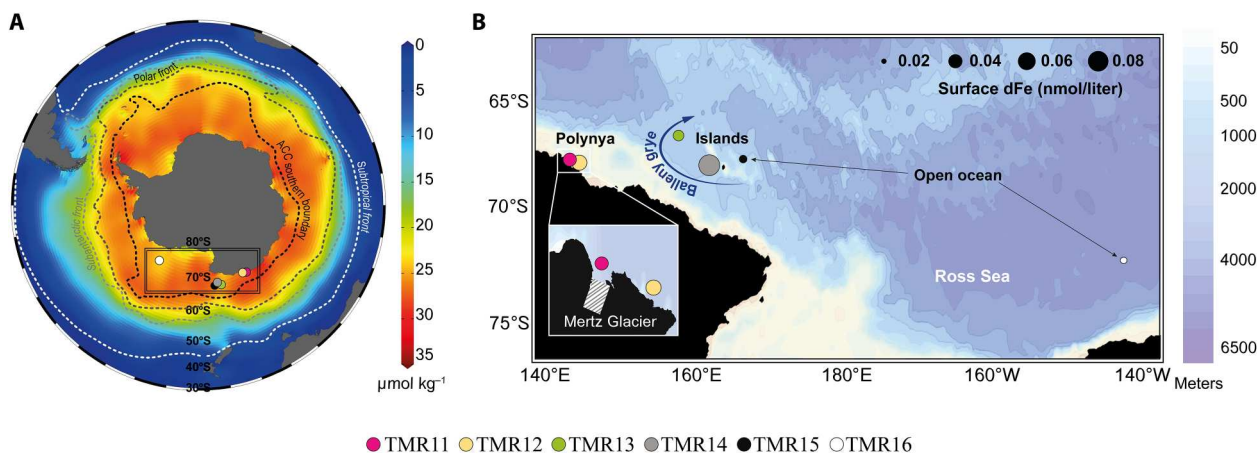 A
Polar front
ACC southern boundary
Subantarctic front
Subtropical front
80°S
70°S
60°S
50°S
40°S
30°S
0
5
10
15
20
25
30
35
μmol kg⁻¹
B
0.02 0.04 0.06 0.08
Surface dFe (nmol/liter)
65°S
70°S
75°S
Polynya
Islands
Balleny grye
Open ocean
Ross Sea
Mertz Glacier
140°E 160°E 180°E 160°W 140°W
50
500
1000
2000
4000
6500
Meters
TMR11 TMR12 TMR13 TMR14 TMR15 TMR16